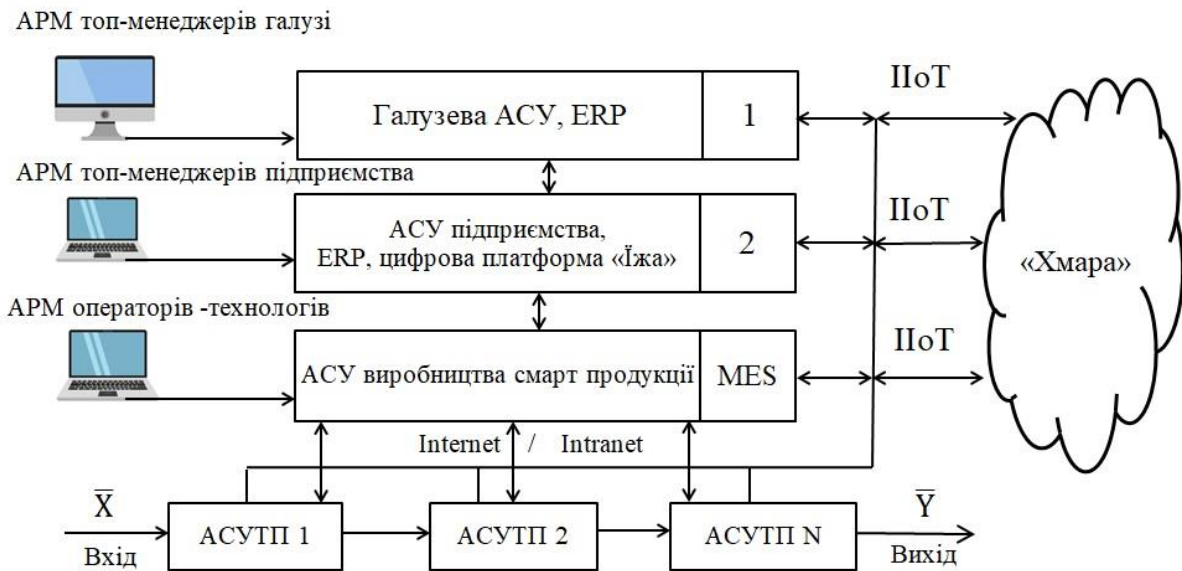 АРМ топ-менеджерів галузі
Галузева АСУ, ERP
1
IIoT
АРМ топ-менеджерів підприємства
АСУ підприємства,
ERP, цифрова платформа «Їжа»
2
IIoT
«Хмара»
АРМ операторів -технологів
АСУ виробництва смарт продукції
MES
IIoT
Internet / Intranet
X̅
Вхід
АСУТП 1
АСУТП 2
АСУТП N
Y̅
Вихід